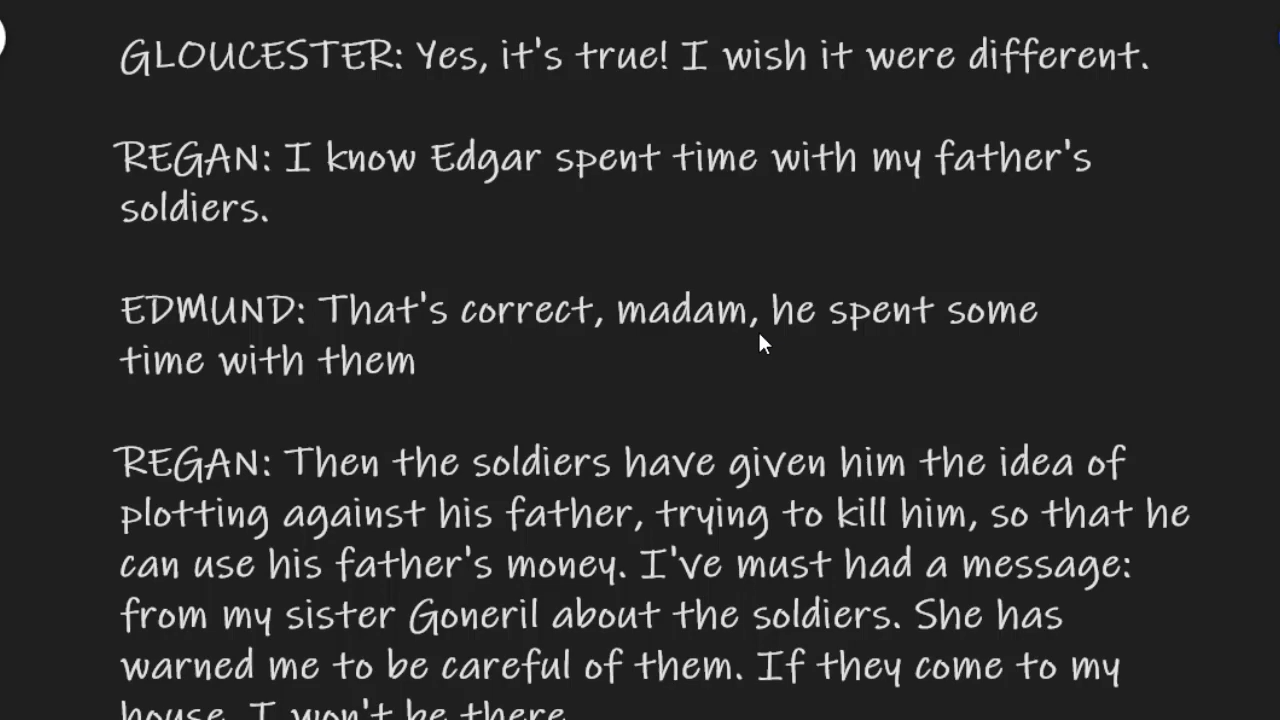 GLOUCESTER: Yes, it's true! I wish it were different.
REGAN: I know Edgar spent time with my father's
soldiers.
EDMUND: That's correct, madam, he spent some
time with them
REGAN: Then the soldiers have given him the idea of
plotting against his father, trying to kill him, so that he
can use his father's money. I've must had a message:
from my sister Goneril about the soldiers. She has
warned me to be careful of them. If they come to my
house, I won't be there